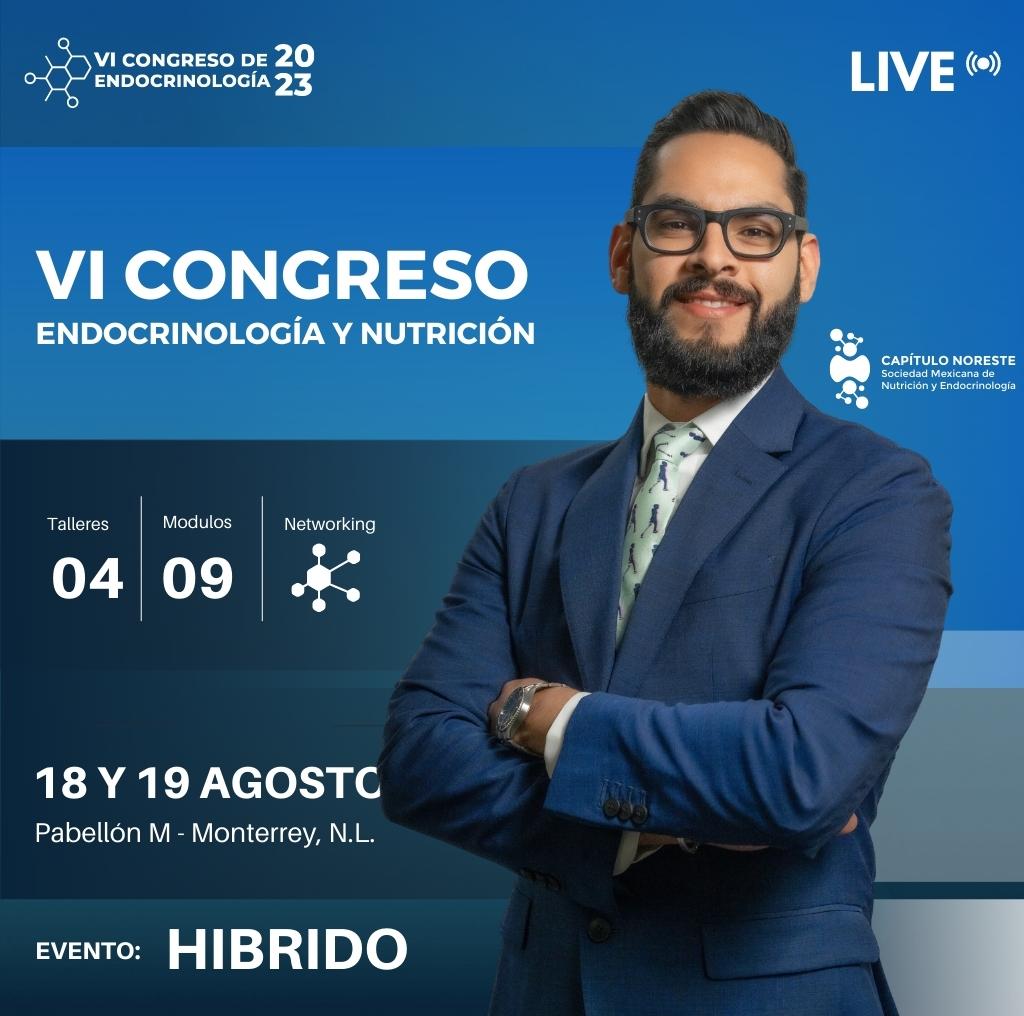 VI CONGRESO DE
ENDOCRINOLOGÍA
20
23
LIVE
VI CONGRESO
ENDOCRINOLOGÍA Y NUTRICIÓN
CAPÍTULO NORESTE
Sociedad Mexicana de
Nutrición y Endocrinología
Talleres
04
Modulos
09
Networking
18 Y 19 AGOSTO
Pabellón M - Monterrey, N.L.
EVENTO: HIBRIDO